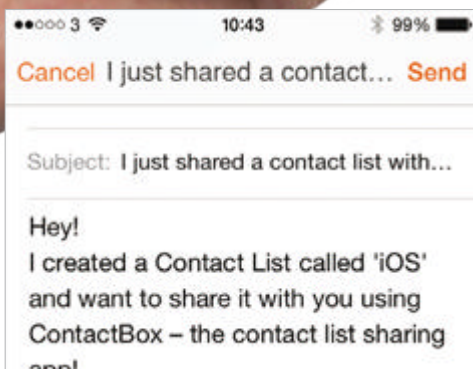 3 10:43 99%
Cancel I just shared a contact... Send
Subject: I just shared a contact list with...
Hey!
I created a Contact List called 'iOS'
and want to share it with you using
ContactBox – the contact list sharing
app!